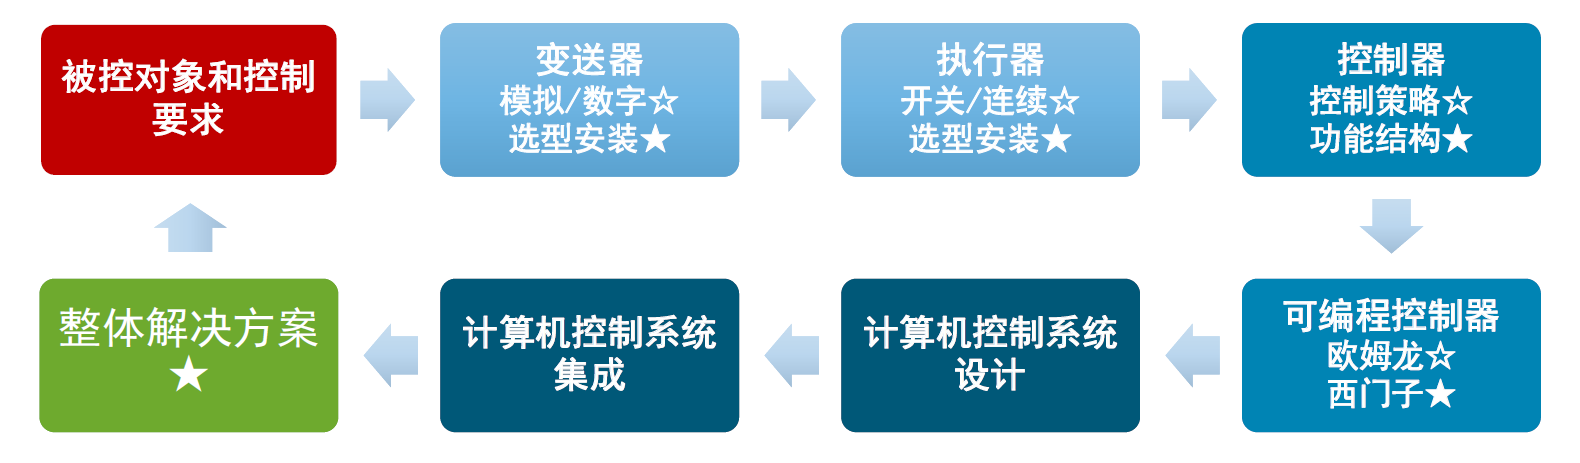 被控对象和控制
要求
变送器
模拟/数字☆
选型安装★
执行器
开关/连续☆
选型安装★
控制器
控制策略☆
功能结构★
可编程控制器
欧姆龙☆
西门子★
计算机控制系统
设计
计算机控制系统
集成
整体解决方案
★